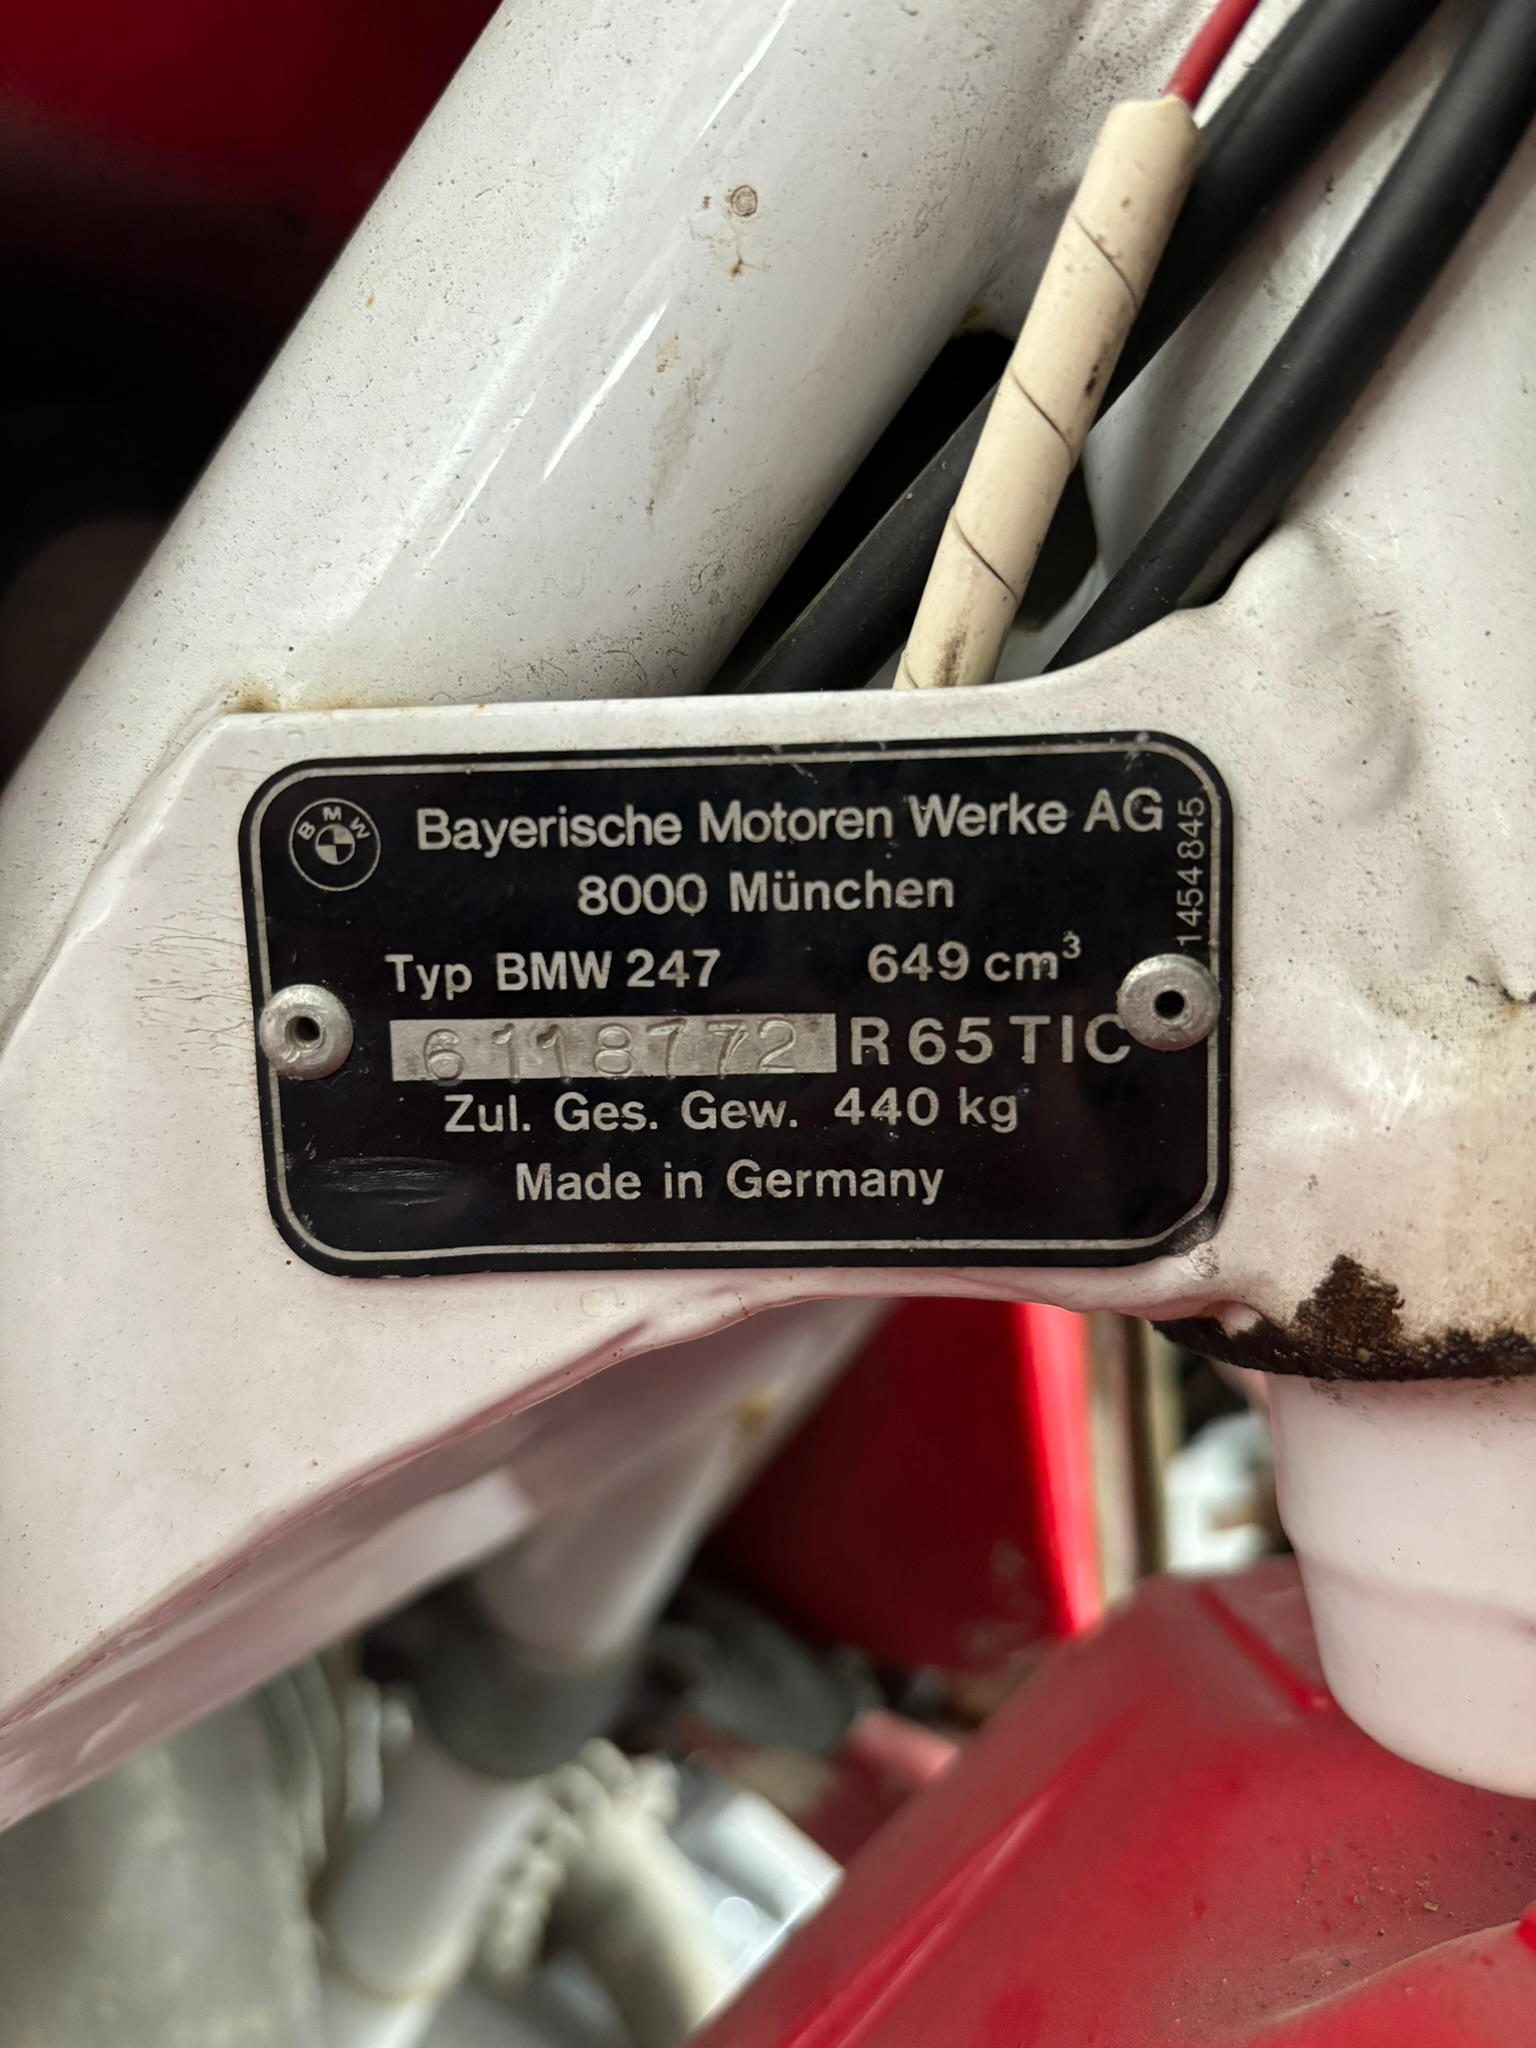 BMW
Bayerische Motoren Werke AG
8000 München
Typ BMW 247 649 cm³
6118772 R 65 TIC
Zul. Ges. Gew. 440 kg
Made in Germany
1454845